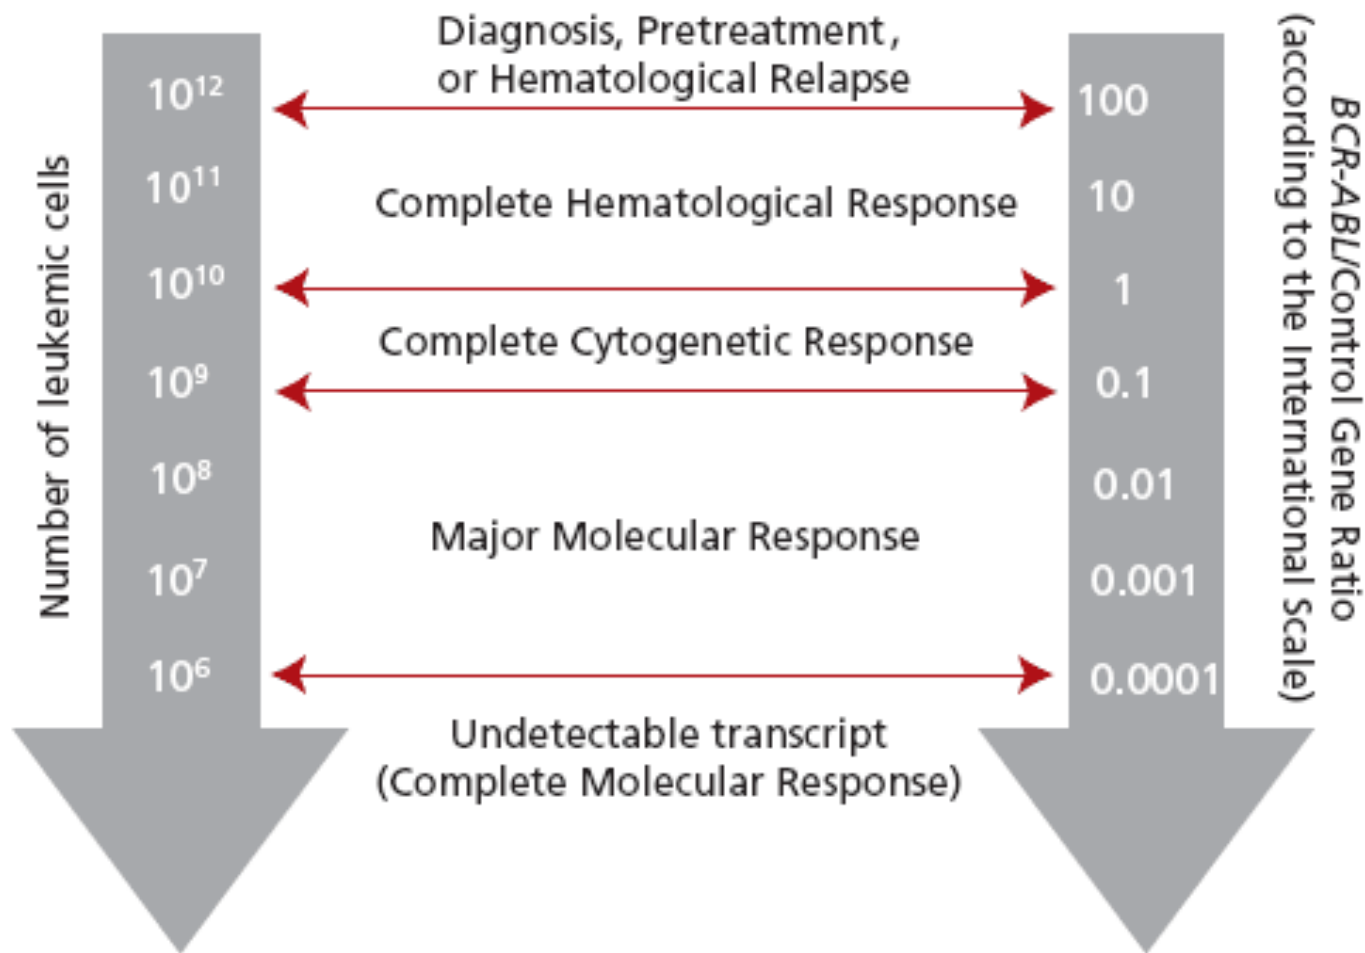 Diagnosis, Pretreatment,
or Hematological Relapse
Number of leukemic cells
10¹²
10¹¹
10¹⁰
10⁹
10⁸
10⁷
10⁶
Complete Hematological Response
Complete Cytogenetic Response
Major Molecular Response
Undetectable transcript
(Complete Molecular Response)
100
10
1
0.1
0.01
0.001
0.0001
BCR-ABL/Control Gene Ratio
(according to the International Scale)